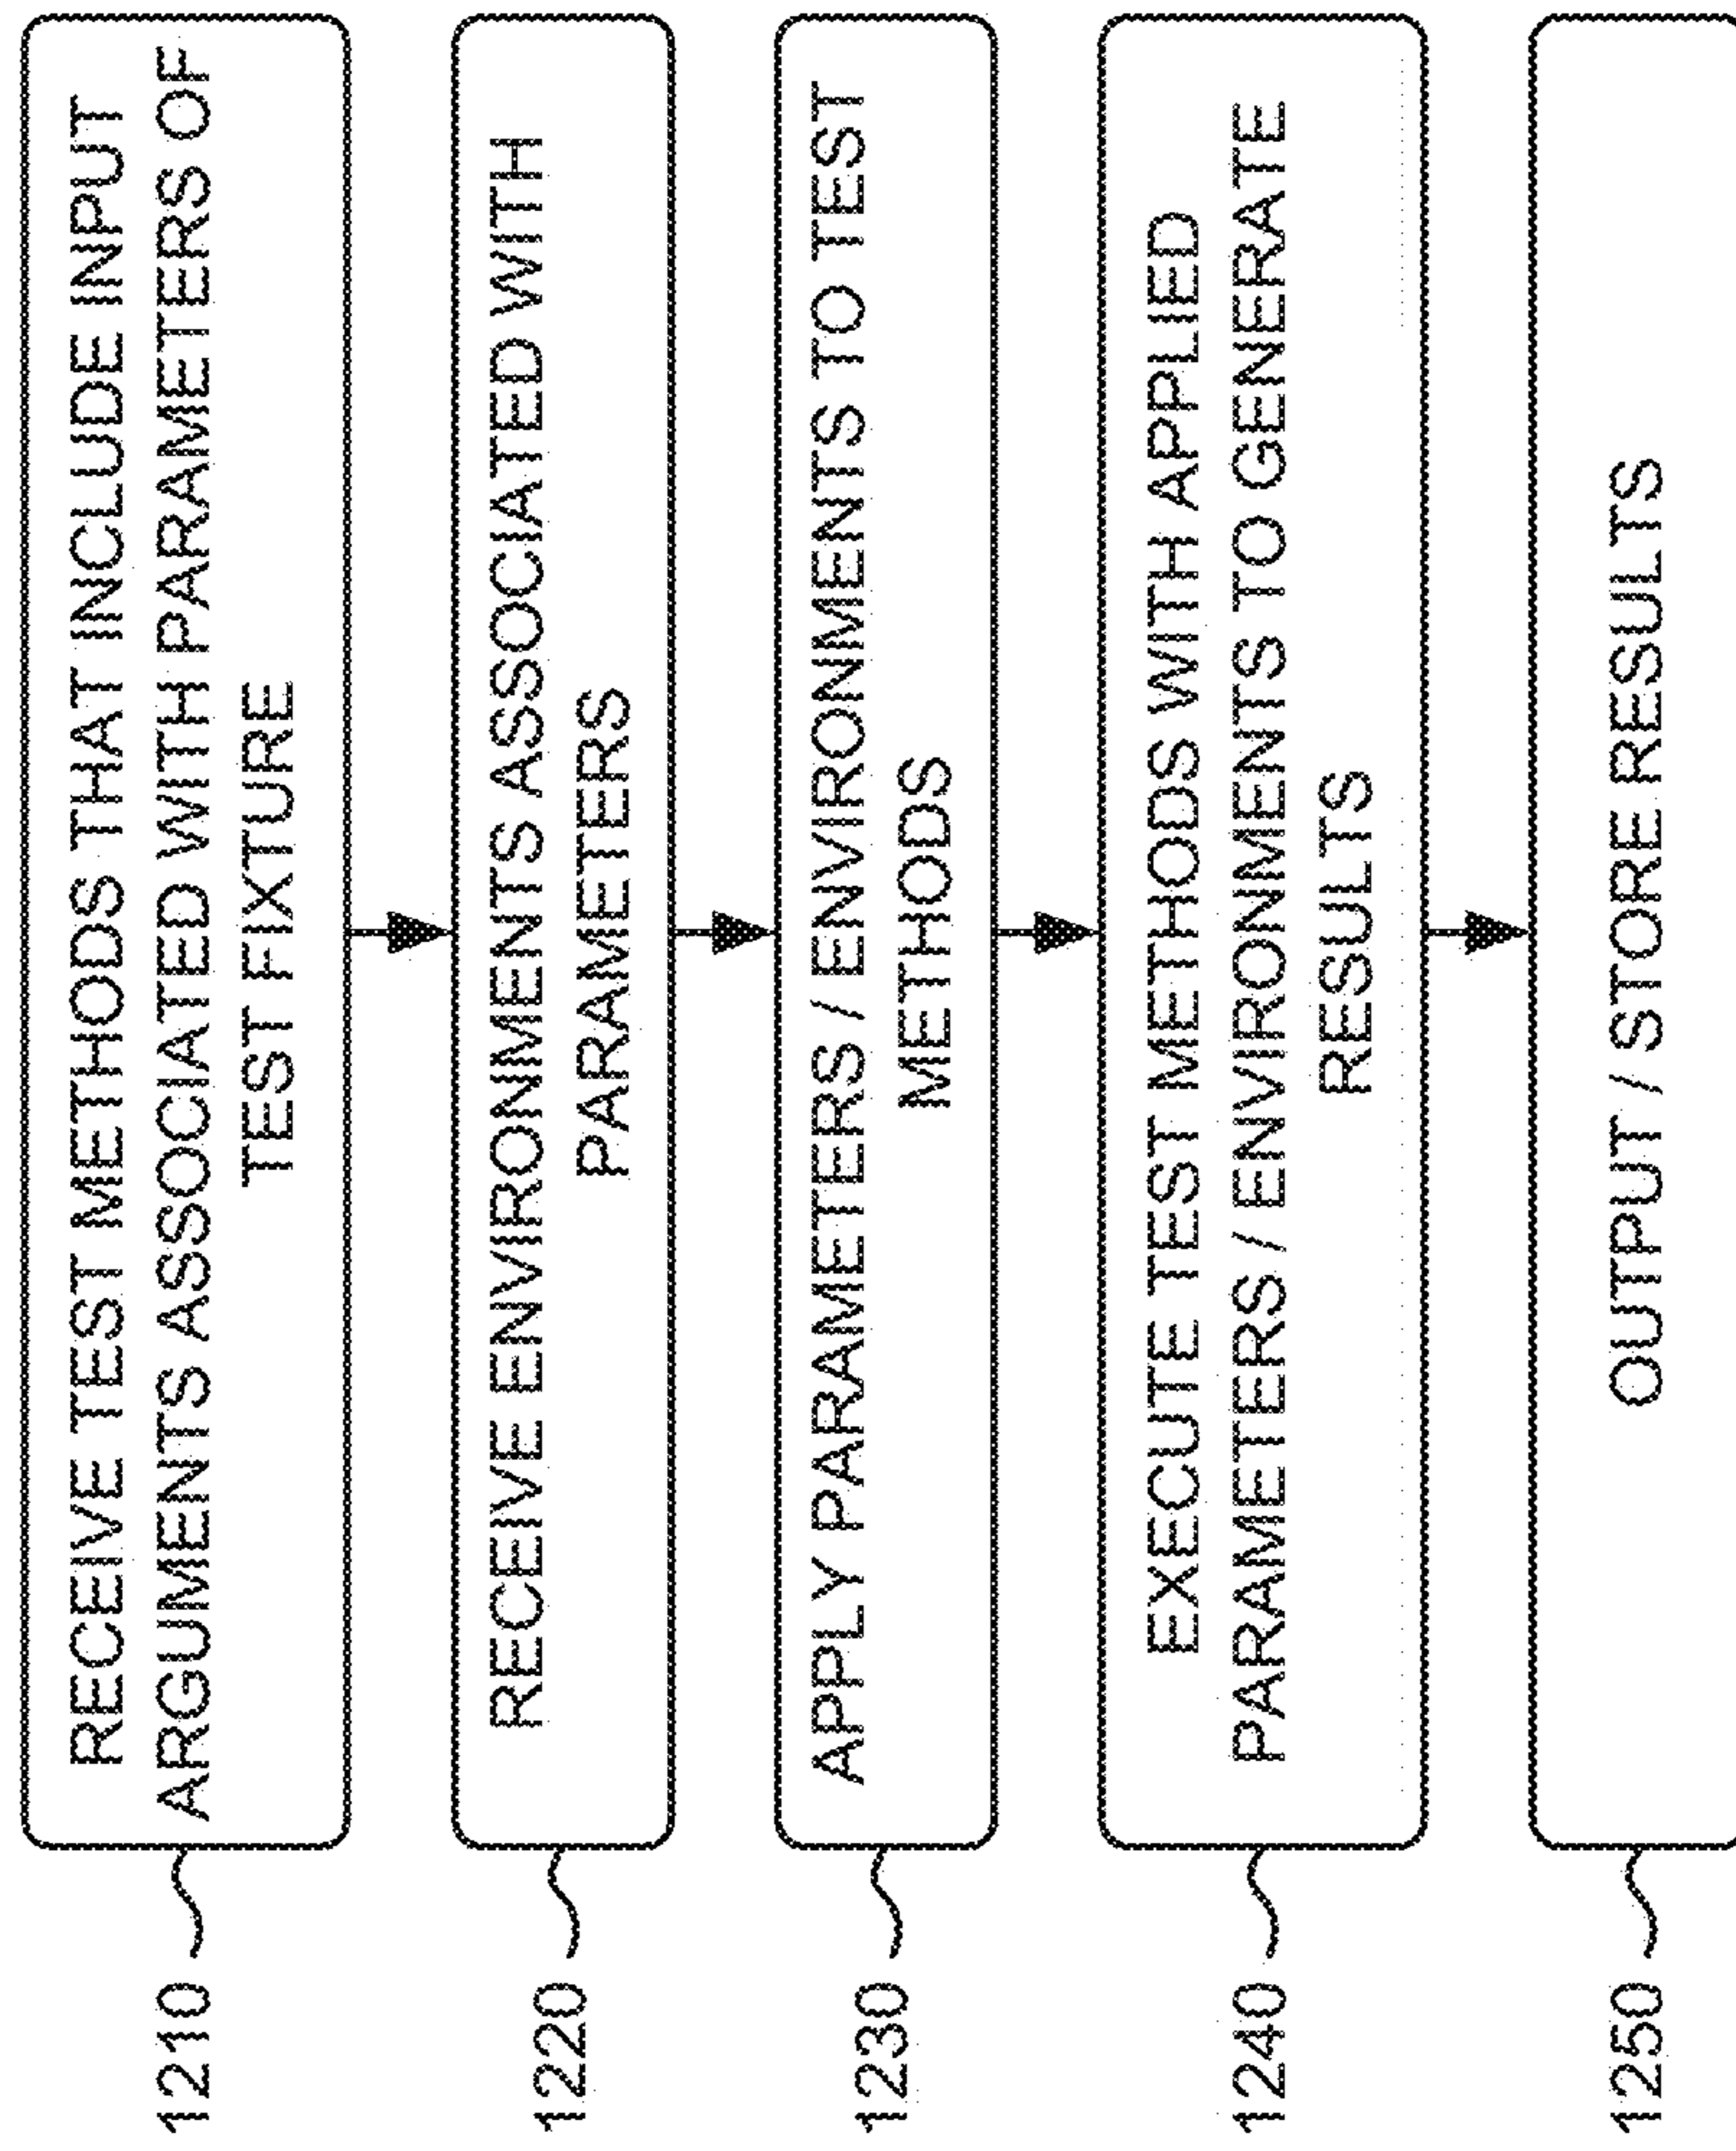 1210
RECEIVE TEST METHODS THAT INCLUDE INPUT
ARGUMENTS ASSOCIATED WITH PARAMETERS OF
TEST FIXTURE
1220
RECEIVE ENVIRONMENTS ASSOCIATED WITH
PARAMETERS
1230
APPLY PARAMETERS / ENVIRONMENTS TO TEST
METHODS
1240
EXECUTE TEST METHODS WITH APPLIED
PARAMETERS / ENVIRONMENTS TO GENERATE
RESULTS
1250
OUTPUT / STORE RESULTS